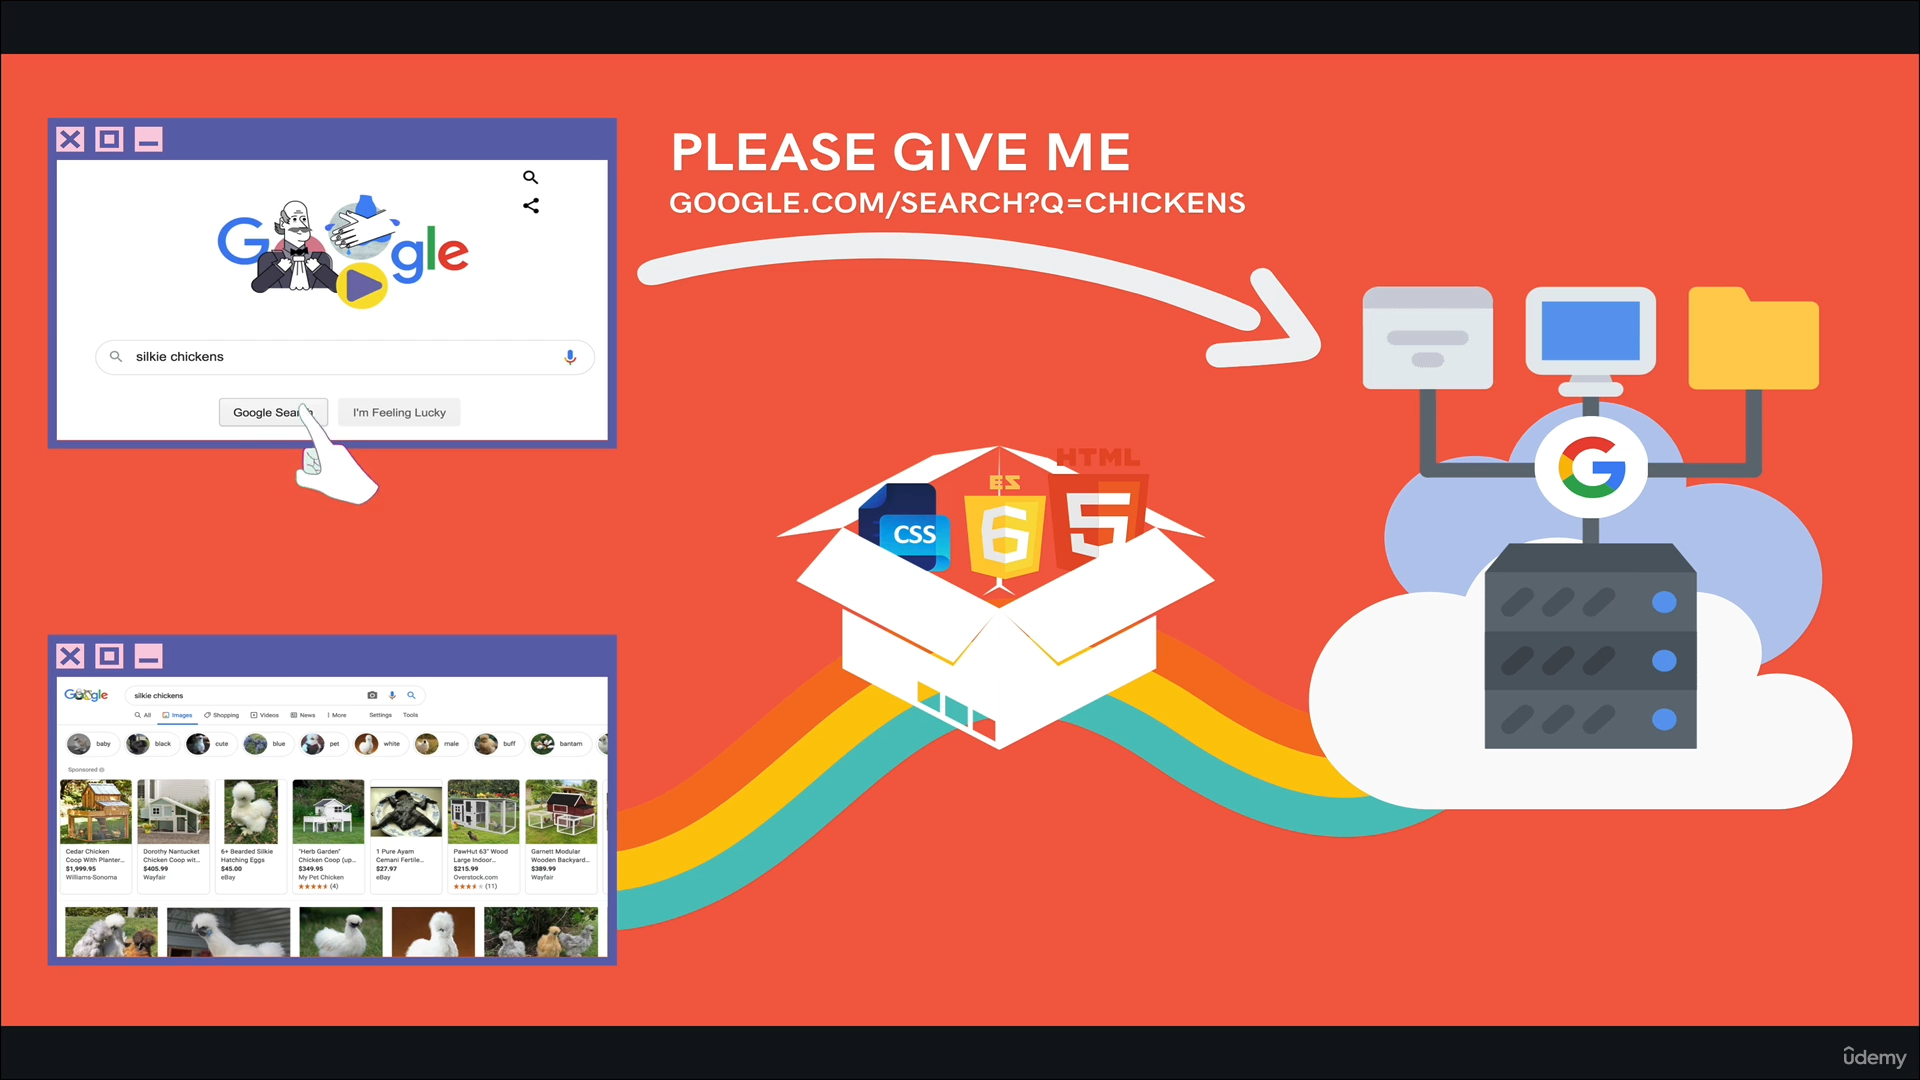 PLEASE GIVE ME
GOOGLE.COM/SEARCH?Q=CHICKENS
Google
silkie chickens
Google Search
I'm Feeling Lucky
HTML
ES
CSS
6
5
G
Google
silkie chickens
All Images Shopping Videos News More Settings Tools
baby black cute blue pet white male buff bantam
Sponsored
Cedar Chicken
Coop With Planter...
$1,999.95
Williams-Sonoma
Dorothy Nantucket
Chicken Coop wit...
$405.99
Wayfair
6+ Bearded Silkie
Hatching Eggs
$45.00
eBay
"Herb Garden"
Chicken Coop (up...
$349.95
My Pet Chicken
(4)
1 Pure Ayam
Cemani Fertile...
$27.97
eBay
PawHut 63" Wood
Large Indoor...
$215.99
Overstock.com
(11)
Garnett Modular
Wooden Backyard...
$389.99
Wayfair
ûdemy